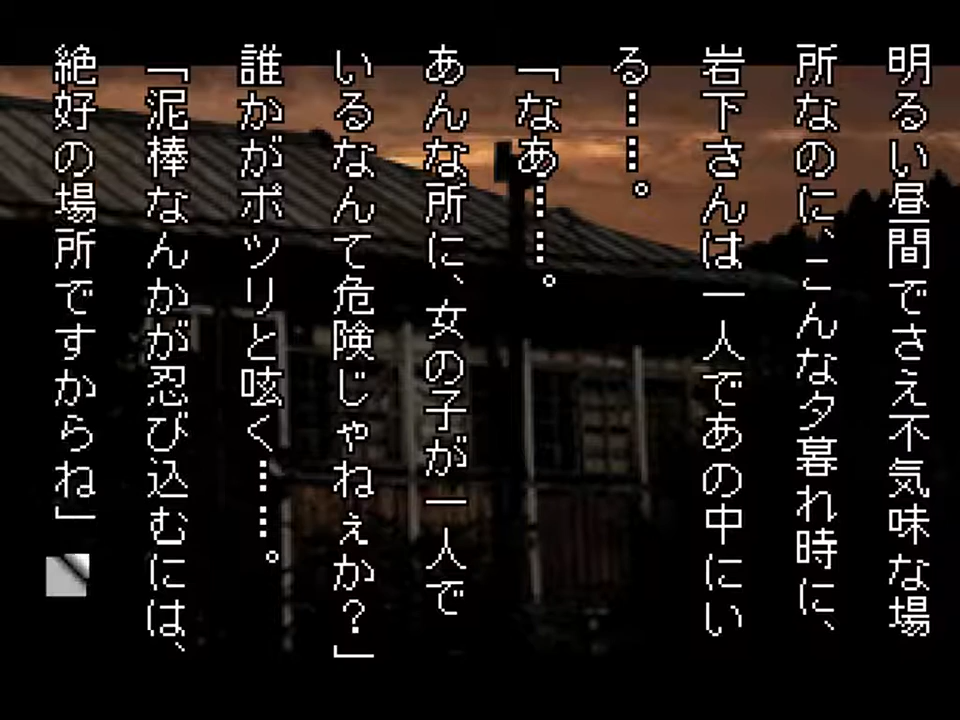 明るい昼間でさえ不気味な場
所なのに、こんな夕暮れ時に、
岩下さんは一人であの中にい
る……。
「なあ……。
あんな所に、女の子が一人で
いるなんて危険じゃねぇか？」
誰かがポツリと呟く……。
「泥棒なんかが忍び込むには、
絶好の場所ですからね」